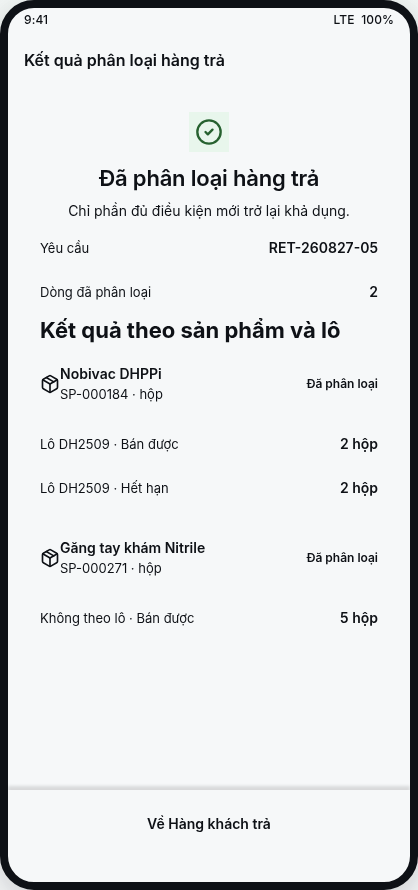 9:41 LTE 100%
Kết quả phân loại hàng trả
Đã phân loại hàng trả
Chỉ phần đủ điều kiện mới trở lại khả dụng.
Yêu cầu RET-260827-05
Dòng đã phân loại 2
Kết quả theo sản phẩm và lô
Nobivac DHPPi
SP-000184 · hộp
Đã phân loại
Lô DH2509 · Bán được 2 hộp
Lô DH2509 · Hết hạn 2 hộp
Găng tay khám Nitrile
SP-000271 · hộp
Đã phân loại
Không theo lô · Bán được 5 hộp
Về Hàng khách trả